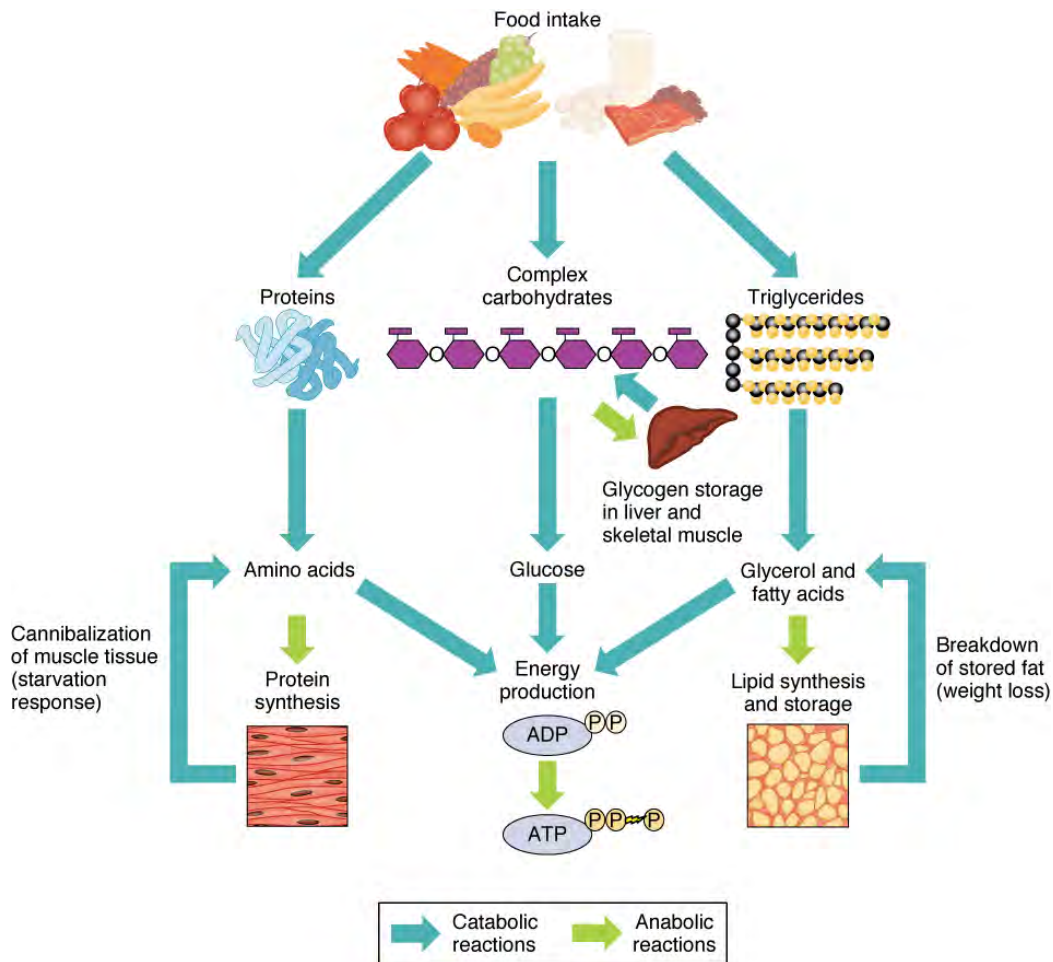 Food intake
Proteins
Complex
carbohydrates
Triglycerides
Glycogen storage
in liver and
skeletal muscle
Amino acids
Glucose
Glycerol and
fatty acids
Cannibalization
of muscle tissue
(starvation
response)
Protein
synthesis
Energy
production
Lipid synthesis
and storage
Breakdown
of stored fat
(weight loss)
ADP P P
ATP P P P
Catabolic
reactions
Anabolic
reactions